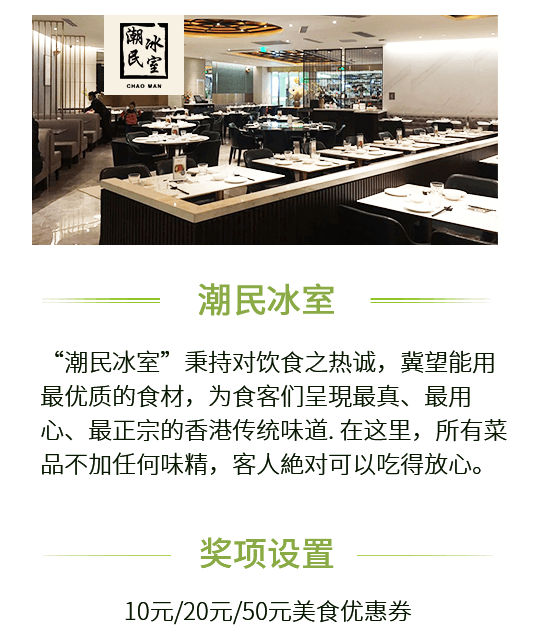 潮民冰室
CHAO MAN
潮民冰室
“潮民冰室”秉持对饮食之热诚，冀望能用
最优质的食材，为食客们呈現最真、最用
心、最正宗的香港传统味道. 在这里，所有菜
品不加任何味精，客人絶对可以吃得放心。
奖项设置
10元/20元/50元美食优惠券